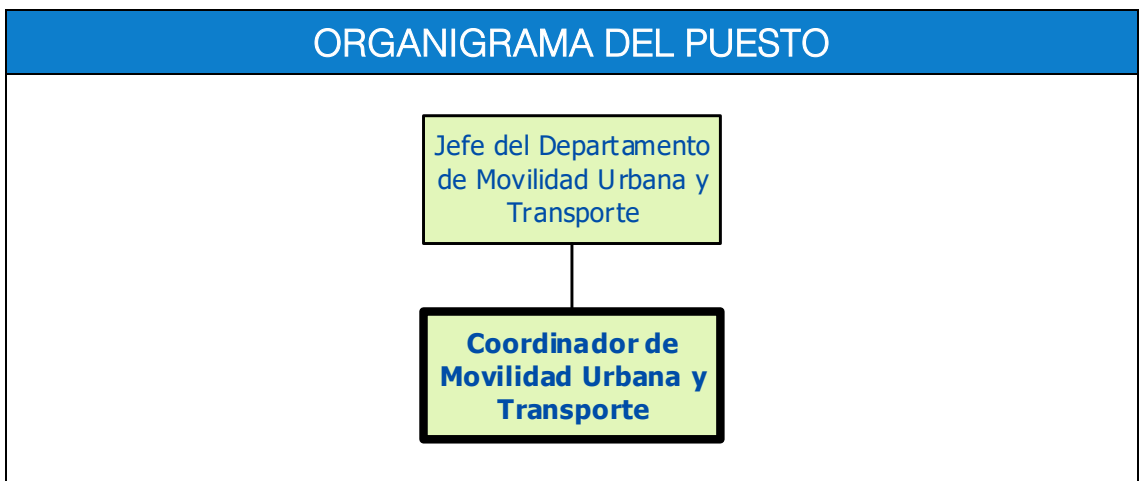 ORGANIGRAMA DEL PUESTO
Jefe del Departamento
de Movilidad Urbana y
Transporte
Coordinador de
Movilidad Urbana y
Transporte